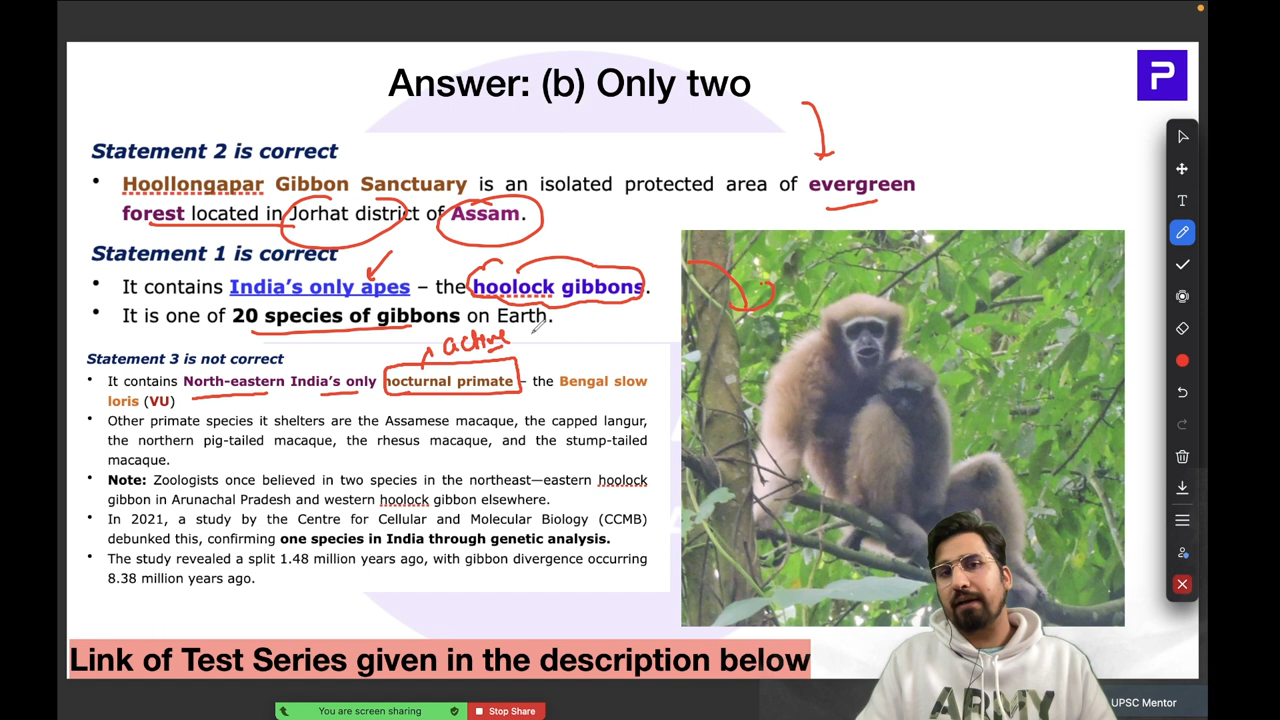 Answer: (b) Only two
Statement 2 is correct
• Hoollongapar Gibbon Sanctuary is an isolated protected area of evergreen
forest located in Jorhat district of Assam.
Statement 1 is correct
• It contains India's only apes – the hoolock gibbons.
• It is one of 20 species of gibbons on Earth.
active
Statement 3 is not correct
• It contains North-eastern India's only nocturnal primate – the Bengal slow
loris (VU)
• Other primate species it shelters are the Assamese macaque, the capped langur,
the northern pig-tailed macaque, the rhesus macaque, and the stump-tailed
macaque.
• Note: Zoologists once believed in two species in the northeast—eastern hoolock
gibbon in Arunachal Pradesh and western hoolock gibbon elsewhere.
• In 2021, a study by the Centre for Cellular and Molecular Biology (CCMB)
debunked this, confirming one species in India through genetic analysis.
• The study revealed a split 1.48 million years ago, with gibbon divergence occurring
8.38 million years ago.
Link of Test Series given in the description below
ARMY
UPSC Mentor
You are screen sharing
Stop Share